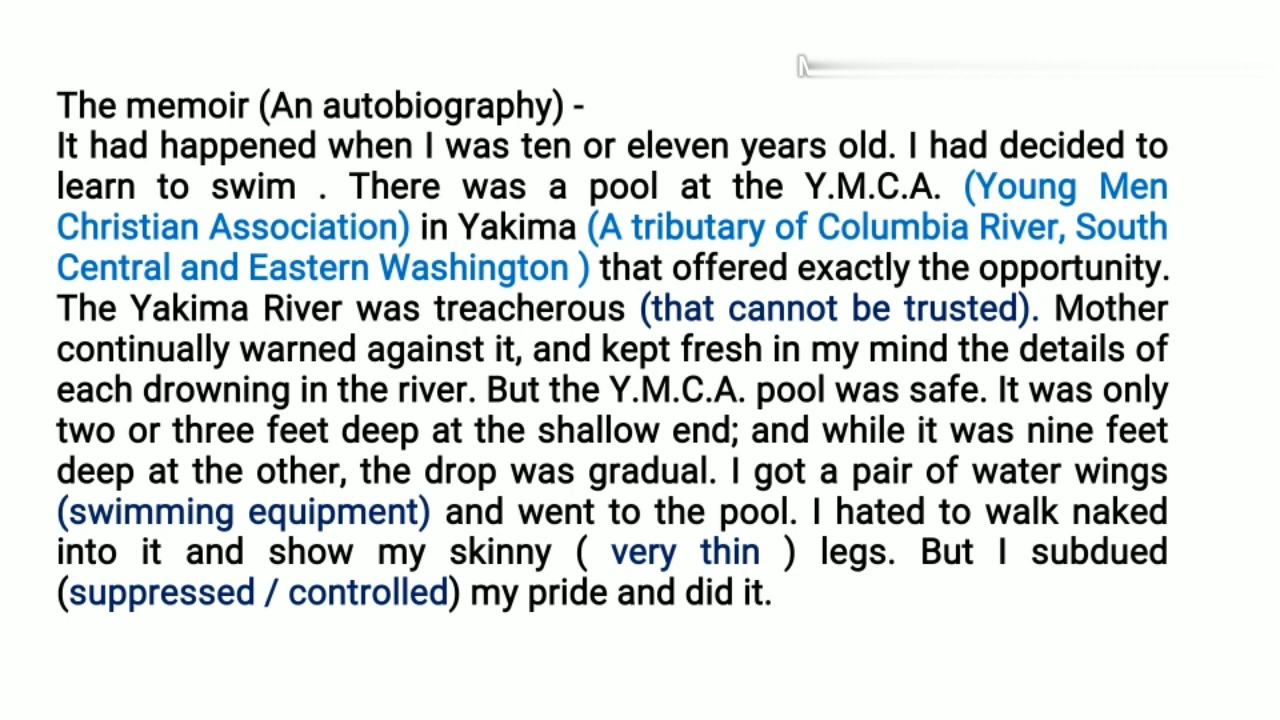 The memoir (An autobiography) -
It had happened when I was ten or eleven years old. I had decided to
learn to swim . There was a pool at the Y.M.C.A. (Young Men
Christian Association) in Yakima (A tributary of Columbia River, South
Central and Eastern Washington ) that offered exactly the opportunity.
The Yakima River was treacherous (that cannot be trusted). Mother
continually warned against it, and kept fresh in my mind the details of
each drowning in the river. But the Y.M.C.A. pool was safe. It was only
two or three feet deep at the shallow end; and while it was nine feet
deep at the other, the drop was gradual. I got a pair of water wings
(swimming equipment) and went to the pool. I hated to walk naked
into it and show my skinny ( very thin ) legs. But I subdued
(suppressed / controlled) my pride and did it.